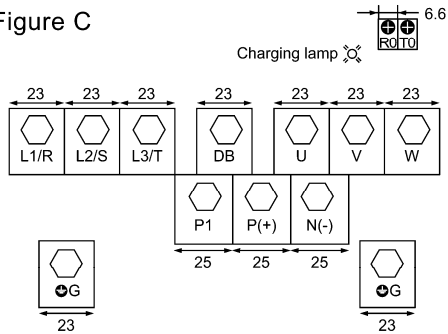 Figure C
6.6
R0 T0
Charging lamp
23 23 23 23 23 23 23
L1/R L2/S L3/T DB U V W
P1 P(+) N(-)
25 25 25
G G
23 23